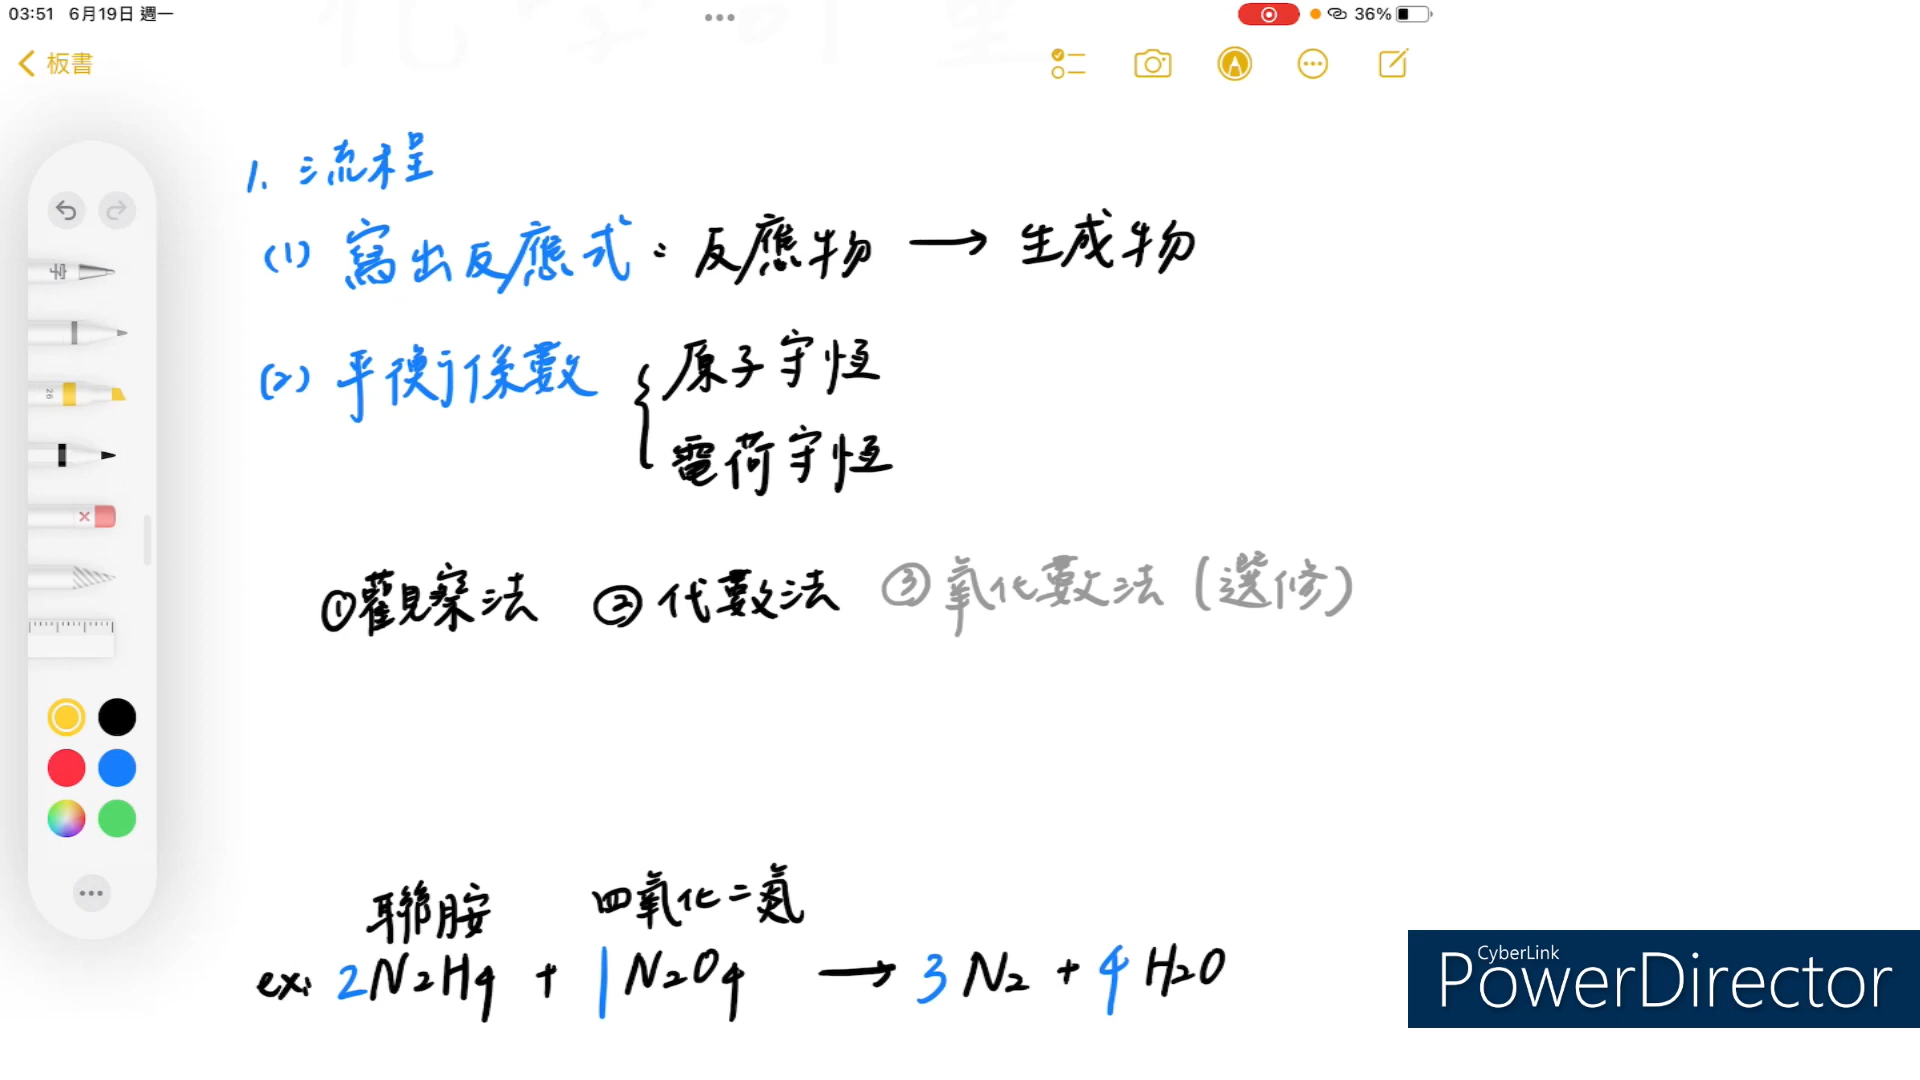 03:51 6月19日 週一
36%
板書
1. 流程
(1) 寫出反應式：反應物 → 生成物
(2) 平衡係數 { 原子守恆
電荷守恆
①觀察法 ②代數法 ③氧化數法 (選修)
聯胺 四氧化二氮
ex: 2N2H4 + 1N2O4 → 3N2 + 4H2O
CyberLink
PowerDirector